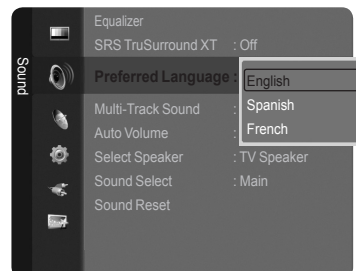 Sound
Equalizer
SRS TruSurround XT : Off
Preferred Language : English
Spanish
French
Multi-Track Sound :
Auto Volume :
Select Speaker : TV Speaker
Sound Select : Main
Sound Reset